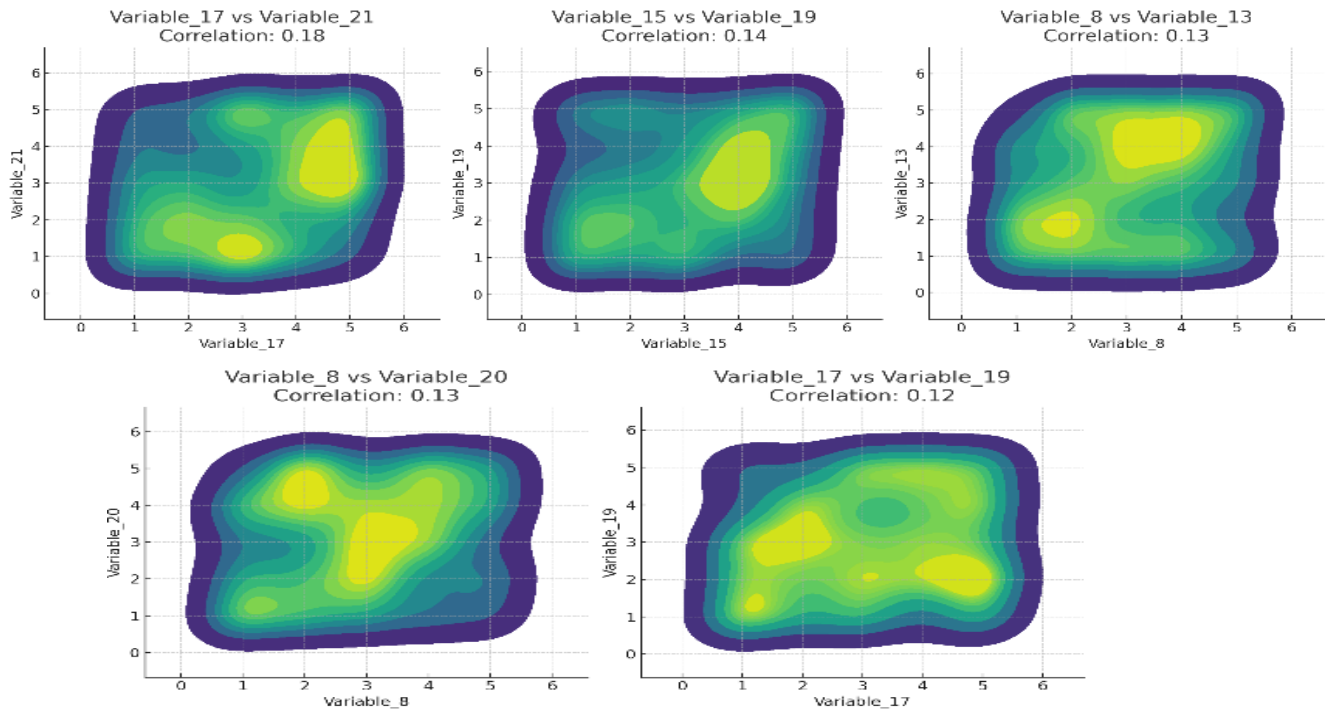 Variable_17 vs Variable_21
Correlation: 0.18
Variable_21
6
5
4
3
2
1
0
0 1 2 3 4 5 6
Variable_17
Variable_15 vs Variable_19
Correlation: 0.14
Variable_19
6
5
4
3
2
1
0
0 1 2 3 4 5 6
Variable_15
Variable_8 vs Variable_13
Correlation: 0.13
Variable_13
6
5
4
3
2
1
0
0 1 2 3 4 5 6
Variable_8
Variable_8 vs Variable_20
Correlation: 0.13
Variable_20
6
5
4
3
2
1
0
0 1 2 3 4 5 6
Variable_8
Variable_17 vs Variable_19
Correlation: 0.12
Variable_19
6
5
4
3
2
1
0
0 1 2 3 4 5 6
Variable_17